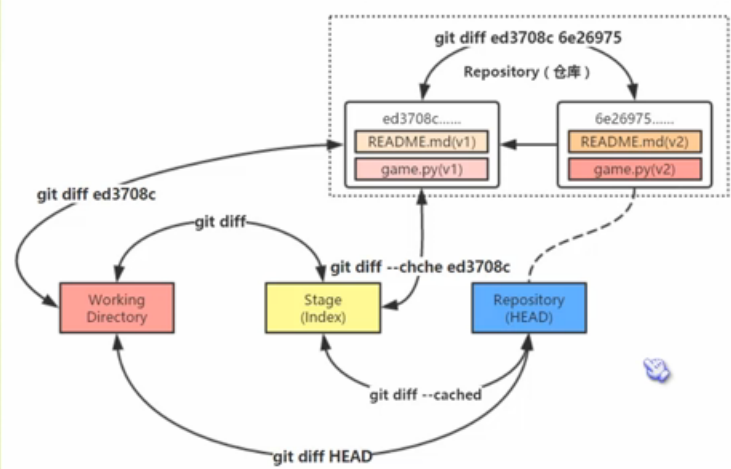 git diff ed3708c 6e26975
Repository ( 仓库 )
ed3708c......
README.md(v1)
game.py(v1)
6e26975......
README.md(v2)
game.py(v2)
git diff ed3708c
git diff
git diff --chche ed3708c
Working
Directory
Stage
(Index)
Repository
(HEAD)
git diff --cached
git diff HEAD